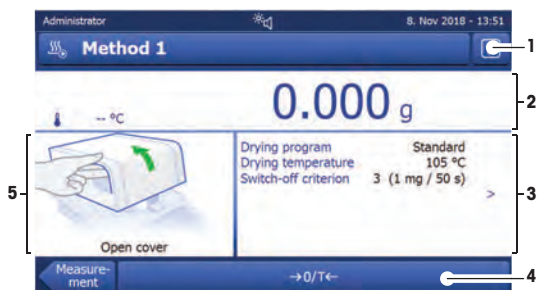 Administrator 8. Nov 2018 - 13:51
Method 1
1
0.000 g
2
-- °C
Drying program Standard
Drying temperature 105 °C
Switch-off criterion 3 (1 mg / 50 s)
>
3
5
Open cover
Measure-
ment
→0/T←
4